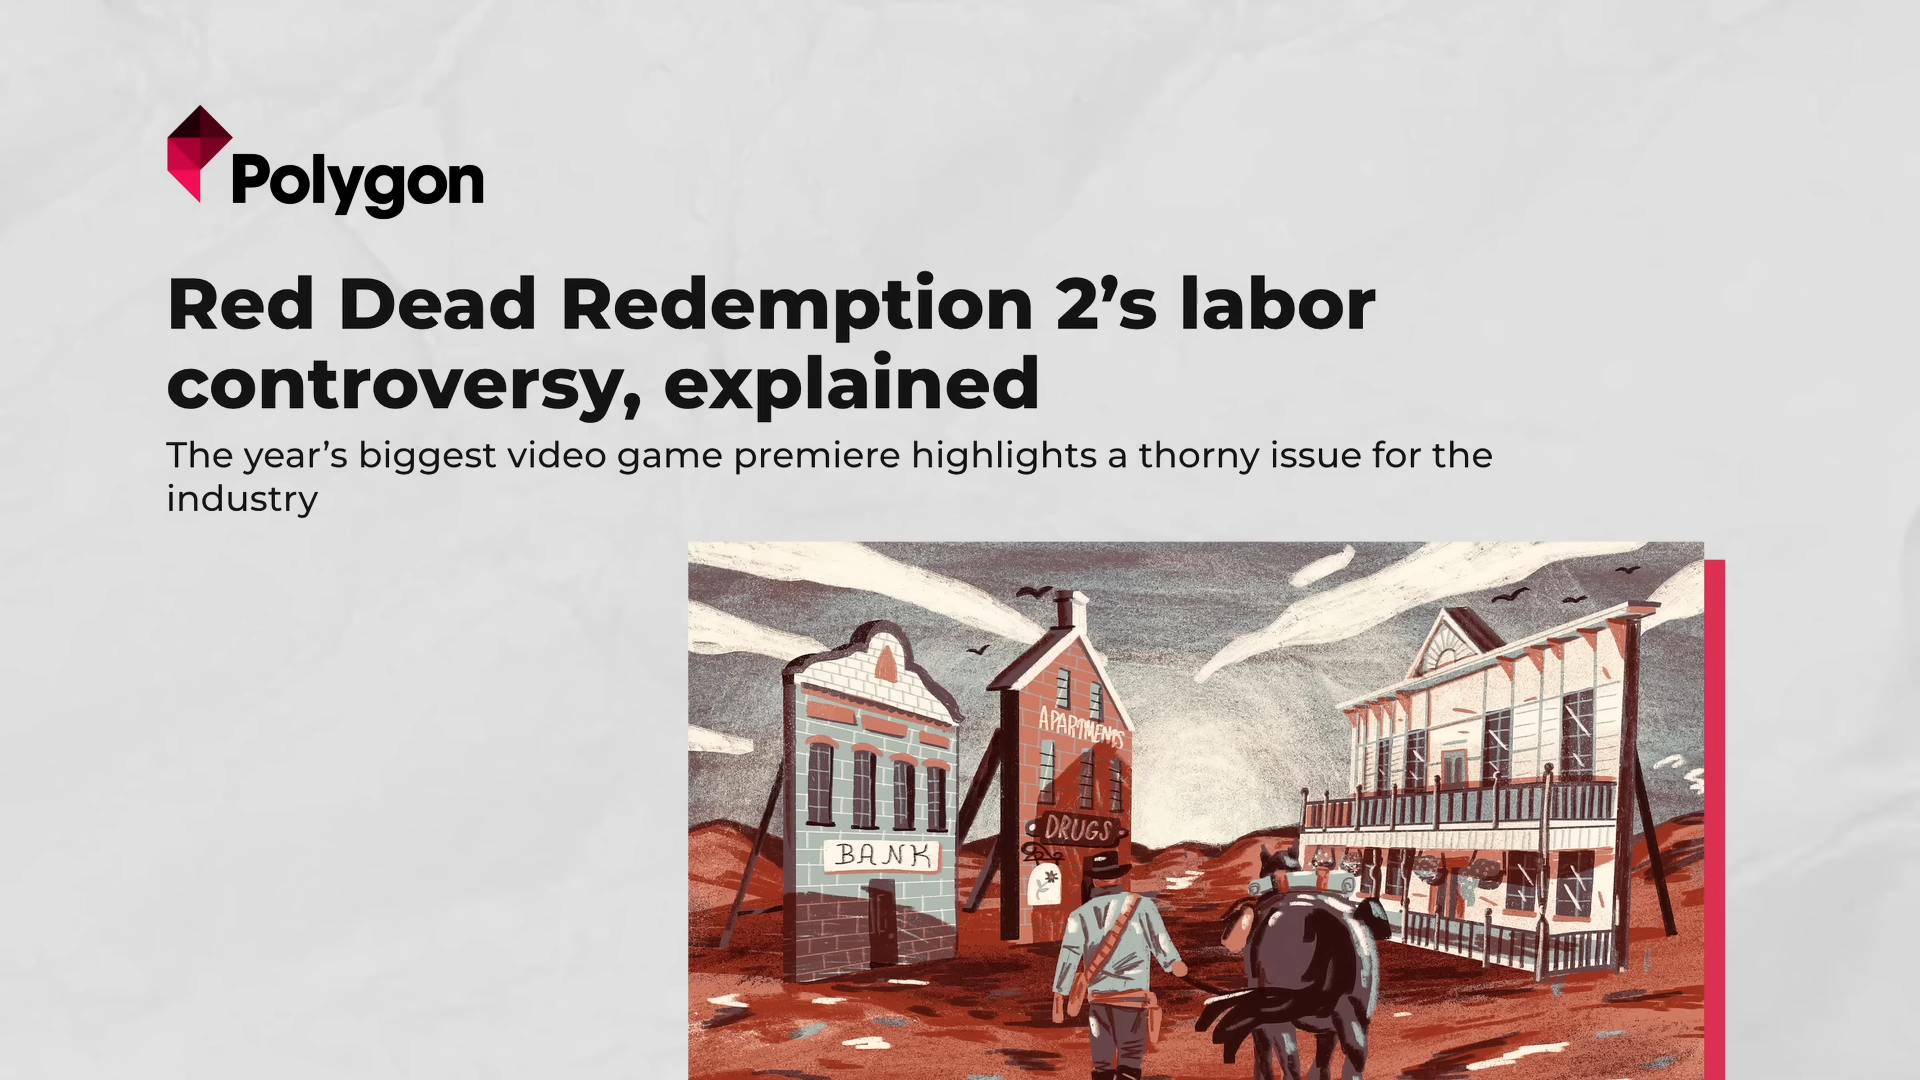 Polygon
Red Dead Redemption 2’s labor
controversy, explained
The year’s biggest video game premiere highlights a thorny issue for the
industry
APARTMENTS
DRUGS
BANK